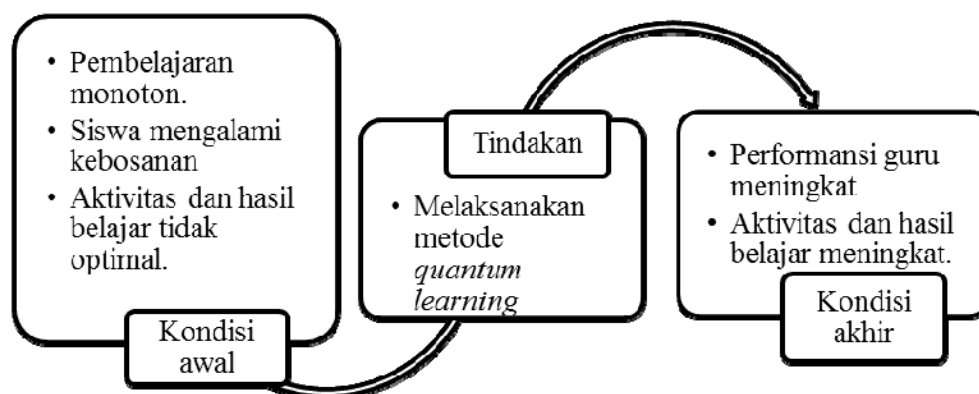 • Pembelajaran
monoton.
• Siswa mengalami
kebosanan
• Aktivitas dan hasil
belajar tidak
optimal.
Kondisi
awal
Tindakan
• Melaksanakan
metode
quantum
learning
• Performansi guru
meningkat
• Aktivitas dan hasil
belajar meningkat.
Kondisi
akhir